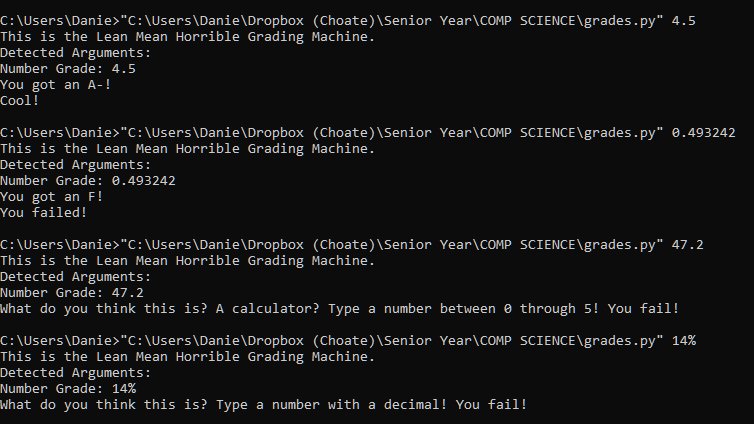 C:\Users\Danie>"C:\Users\Danie\Dropbox (Choate)\Senior Year\COMP SCIENCE\grades.py" 4.5
This is the Lean Mean Horrible Grading Machine.
Detected Arguments:
Number Grade: 4.5
You got an A-!
Cool!
C:\Users\Danie>"C:\Users\Danie\Dropbox (Choate)\Senior Year\COMP SCIENCE\grades.py" 0.493242
This is the Lean Mean Horrible Grading Machine.
Detected Arguments:
Number Grade: 0.493242
You got an F!
You failed!
C:\Users\Danie>"C:\Users\Danie\Dropbox (Choate)\Senior Year\COMP SCIENCE\grades.py" 47.2
This is the Lean Mean Horrible Grading Machine.
Detected Arguments:
Number Grade: 47.2
What do you think this is? A calculator? Type a number between 0 through 5! You fail!
C:\Users\Danie>"C:\Users\Danie\Dropbox (Choate)\Senior Year\COMP SCIENCE\grades.py" 14%
This is the Lean Mean Horrible Grading Machine.
Detected Arguments:
Number Grade: 14%
What do you think this is? Type a number with a decimal! You fail!